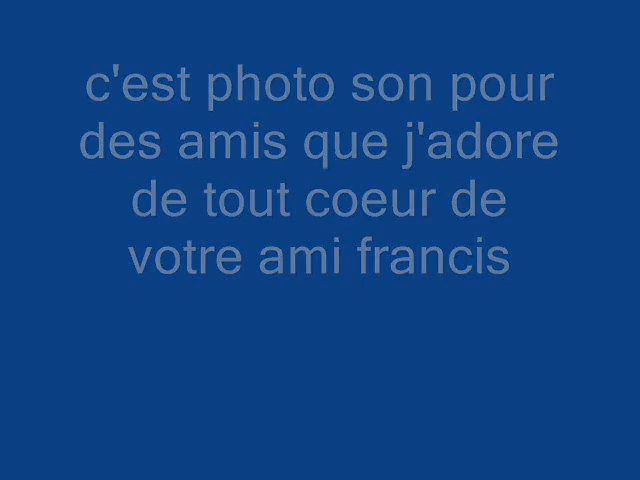 c'est photo son pour
des amis que j'adore
de tout coeur de
votre ami francis